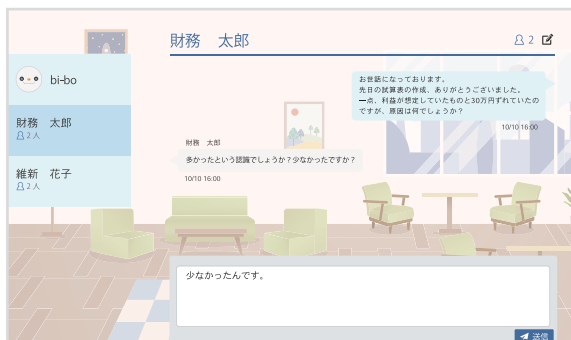 財務　太郎
2
bi-bo
財務　太郎
2人
維新　花子
2人
お世話になっております。
先日の試算表の作成、ありがとうございました。
一点、利益が想定していたものと30万円ずれていたの
ですが、原因は何でしょうか？
10/10 16:00
財務　太郎
多かったという認識でしょうか？少なかったですか？
10/10 16:00
少なかったんです。
送信